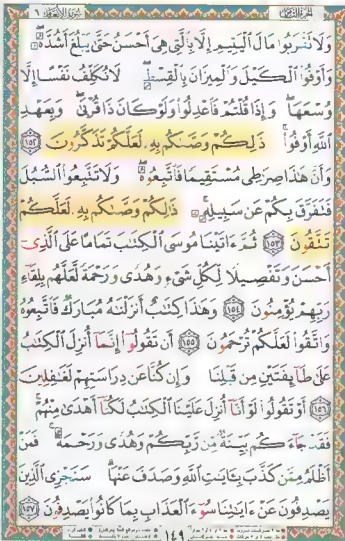 الجزء الثامن سورة الأنعام ٦
وَلَا تَقْرَبُوا۟ مَالَ ٱلْيَتِيمِ إِلَّا بِٱلَّتِى هِىَ أَحْسَنُ حَتَّىٰ يَبْلُغَ أَشُدَّهُۥ
وَأَوْفُوا۟ ٱلْكَيْلَ وَٱلْمِيزَانَ بِٱلْقِسْطِ لَا نُكَلِّفُ نَفْسًا إِلَّا
وُسْعَهَا وَإِذَا قُلْتُمْ فَٱعْدِلُوا۟ وَلَوْ كَانَ ذَا قُرْبَىٰ وَبِعَهْدِ
ٱللَّهِ أَوْفُوا۟ ذَٰلِكُمْ وَصَّىٰكُم بِهِۦ لَعَلَّكُمْ تَذَكَّرُونَ ١٥٢
وَأَنَّ هَٰذَا صِرَٰطِى مُسْتَقِيمًا فَٱتَّبِعُوهُ وَلَا تَتَّبِعُوا۟ ٱلسُّبُلَ
فَتَفَرَّقَ بِكُمْ عَن سَبِيلِهِۦ ذَٰلِكُمْ وَصَّىٰكُم بِهِۦ لَعَلَّكُمْ
تَتَّقُونَ ١٥٣ ثُمَّ ءَاتَيْنَا مُوسَى ٱلْكِتَٰبَ تَمَامًا عَلَى ٱلَّذِىٓ
أَحْسَنَ وَتَفْصِيلًا لِّكُلِّ شَىْءٍ وَهُدًى وَرَحْمَةً لَّعَلَّهُم بِلِقَآءِ
رَبِّهِمْ يُؤْمِنُونَ ١٥٤ وَهَٰذَا كِتَٰبٌ أَنزَلْنَٰهُ مُبَارَكٌ فَٱتَّبِعُوهُ
وَٱتَّقُوا۟ لَعَلَّكُمْ تُرْحَمُونَ ١٥٥ أَن تَقُولُوٓا۟ إِنَّمَآ أُنزِلَ ٱلْكِتَٰبُ
عَلَىٰ طَآئِفَتَيْنِ مِن قَبْلِنَا وَإِن كُنَّا عَن دِرَاسَتِهِمْ لَغَٰفِلِينَ
١٥٦ أَوْ تَقُولُوا۟ لَوْ أَنَّآ أُنزِلَ عَلَيْنَا ٱلْكِتَٰبُ لَكُنَّآ أَهْدَىٰ مِنْهُمْ
فَقَدْ جَآءَكُم بَيِّنَةٌ مِّن رَّبِّكُمْ وَهُدًى وَرَحْمَةٌ فَمَنْ
أَظْلَمُ مِمَّن كَذَّبَ بِـَٔايَٰتِ ٱللَّهِ وَصَدَفَ عَنْهَا سَنَجْزِى ٱلَّذِينَ
يَصْدِفُونَ عَنْ ءَايَٰتِنَا سُوٓءَ ٱلْعَذَابِ بِمَا كَانُوا۟ يَصْدِفُونَ ١٥٧
١٤٩